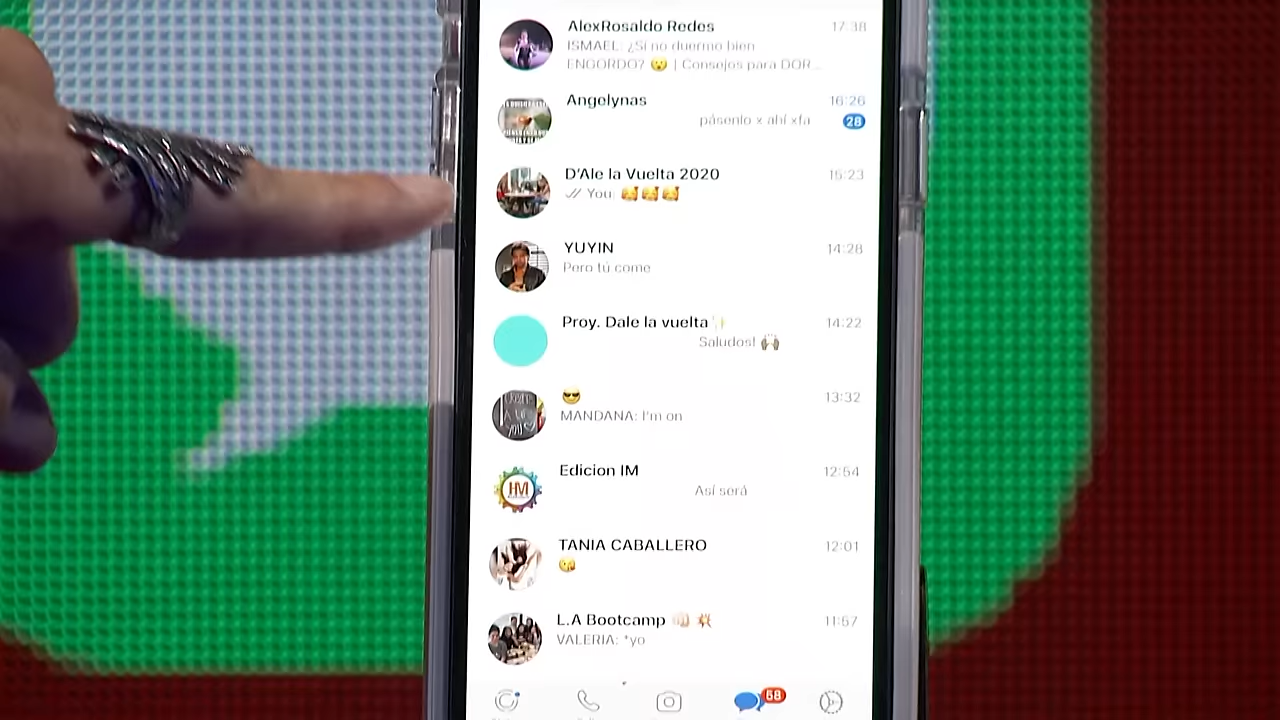 AlexRosaldo Redes 17:38
ISMAEL: ¿Si no duermo bien
ENGORDO? 😮 | Consejos para DOR...
Angelynas 16:26
pásenlo x ahí xfa 28
D'Ale la Vuelta 2020 15:23
You: 🥰🥰🥰
YUYIN 14:28
Pero tú come
Proy. Dale la vuelta ✨ 14:22
Saludos! 🙌🏼
😎 13:32
MANDANA: I'm on
Edicion IM 12:54
IM
Así será
TANIA CABALLERO 12:01
😘
L.A Bootcamp 👊🏻 💥 11:57
VALERIA: *yo
68